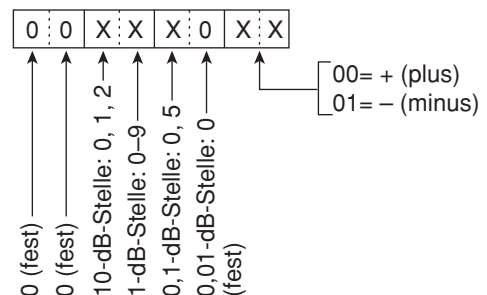 0 0 X X X 0 X X
00= + (plus)
01= – (minus)
0 (fest)
0 (fest)
10-dB-Stelle: 0, 1, 2
1-dB-Stelle: 0–9
0,1-dB-Stelle: 0, 5
0,01-dB-Stelle: 0
(fest)